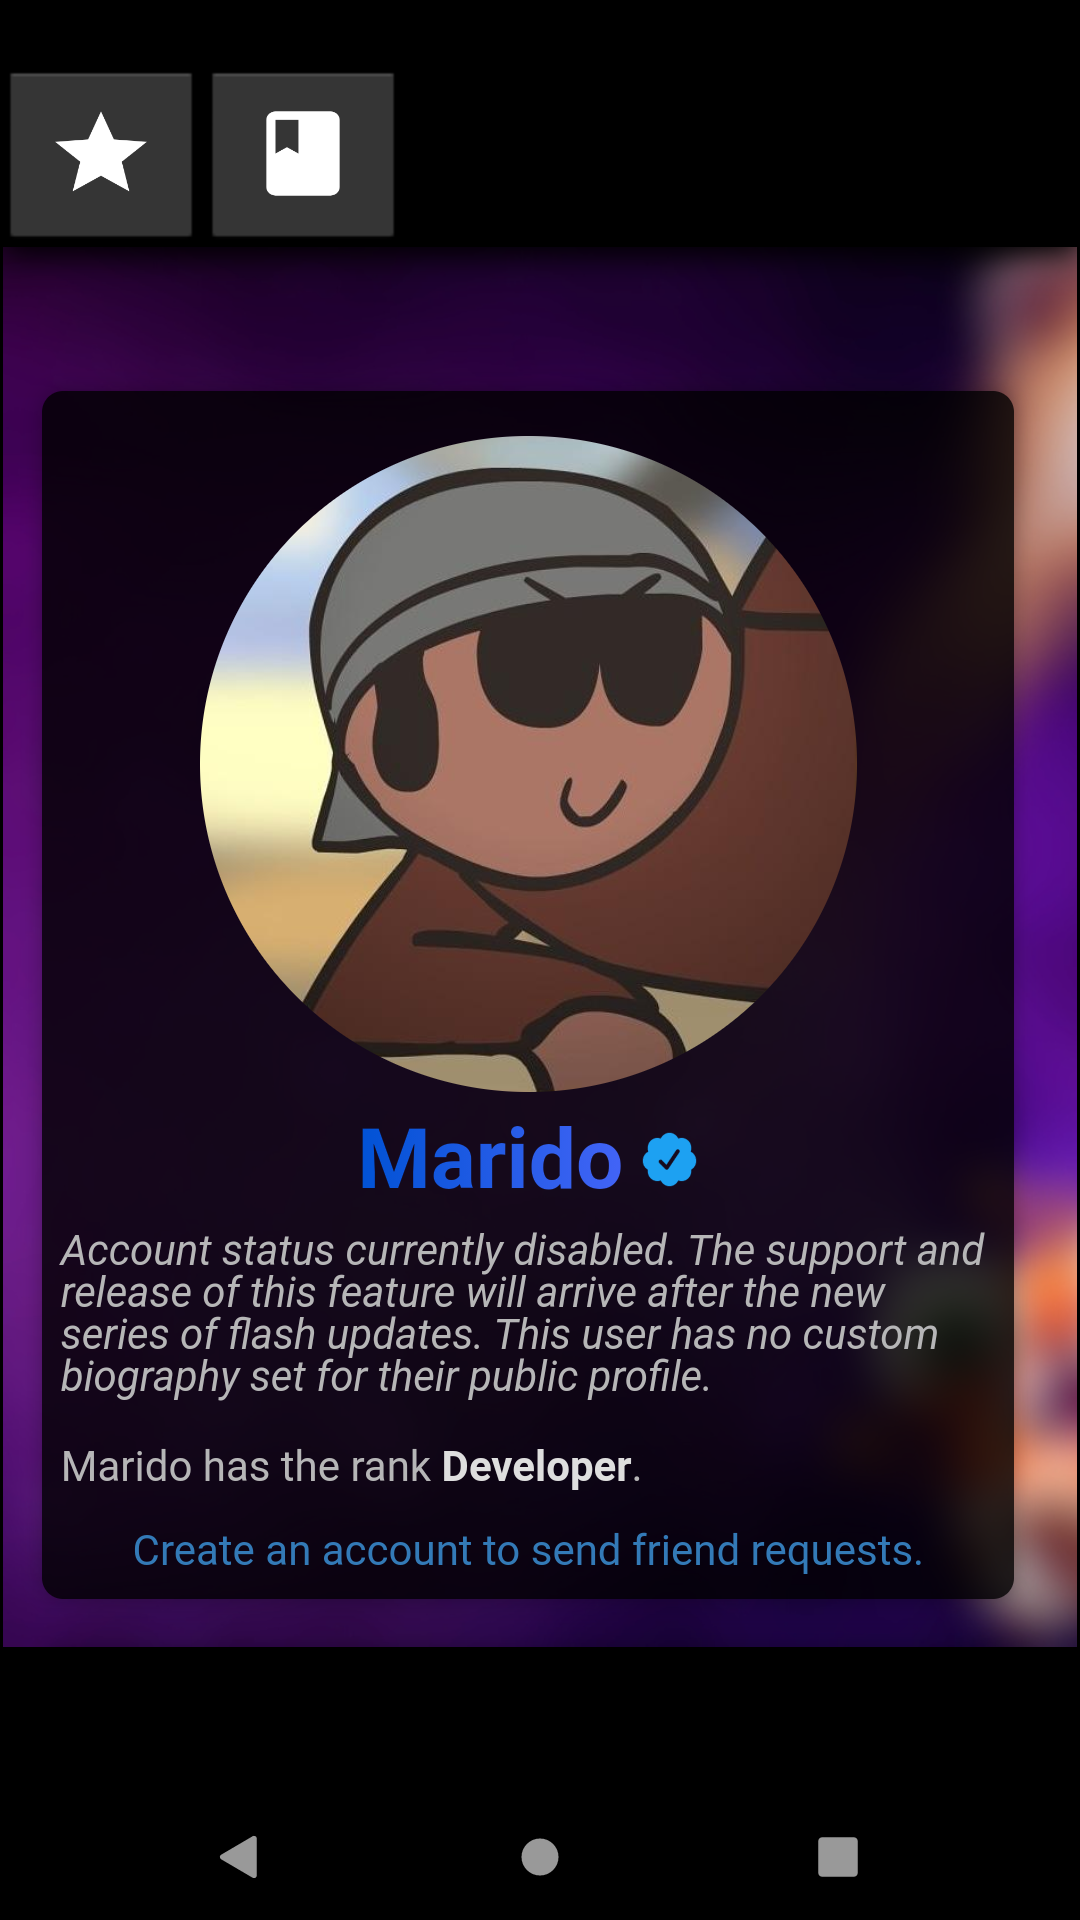 Marido
Account status currently disabled. The support and
release of this feature will arrive after the new
series of flash updates. This user has no custom
biography set for their public profile.
Marido has the rank Developer.
Create an account to send friend requests.